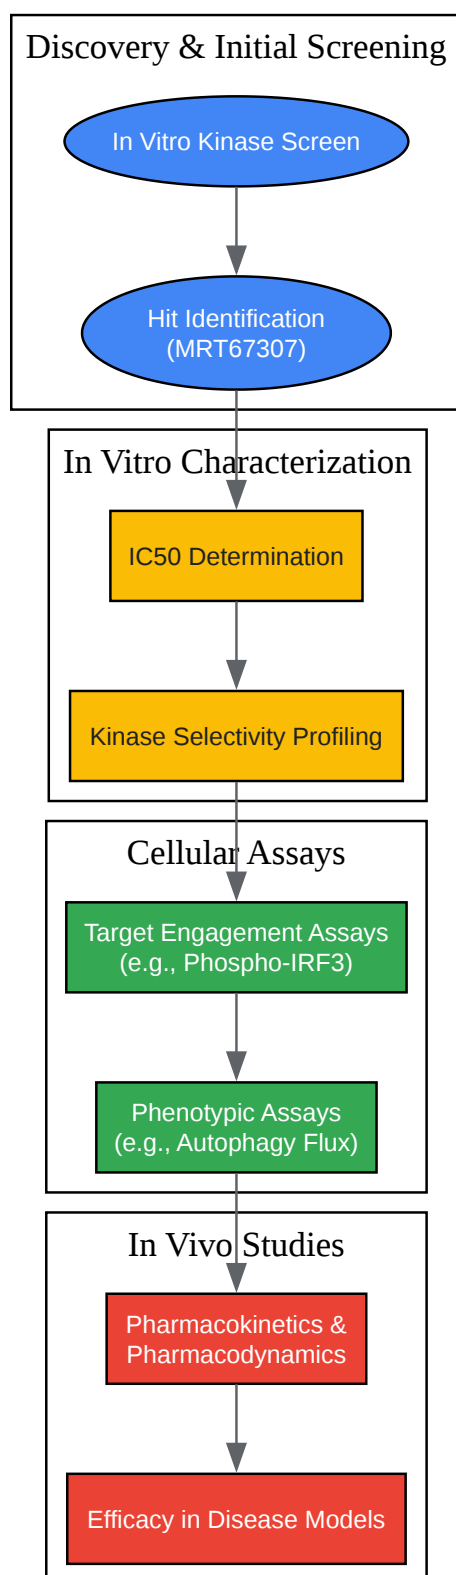 Discovery & Initial Screening
In Vitro Kinase Screen
Hit Identification
(MRT67307)
In Vitro Characterization
IC50 Determination
Kinase Selectivity Profiling
Cellular Assays
Target Engagement Assays
(e.g., Phospho-IRF3)
Phenotypic Assays
(e.g., Autophagy Flux)
In Vivo Studies
Pharmacokinetics &
Pharmacodynamics
Efficacy in Disease Models